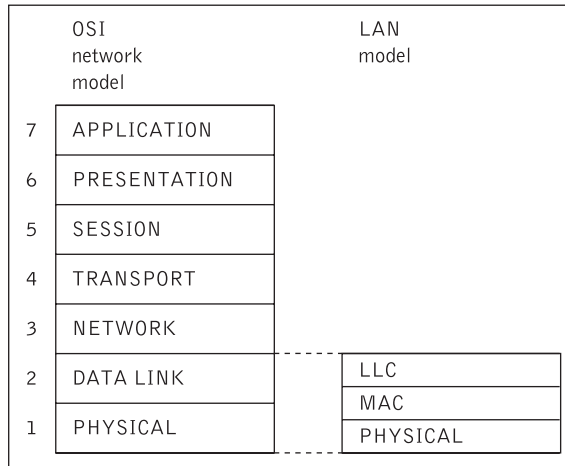 OSI
network
model
LAN
model
7 APPLICATION
6 PRESENTATION
5 SESSION
4 TRANSPORT
3 NETWORK
2 DATA LINK
1 PHYSICAL
LLC
MAC
PHYSICAL